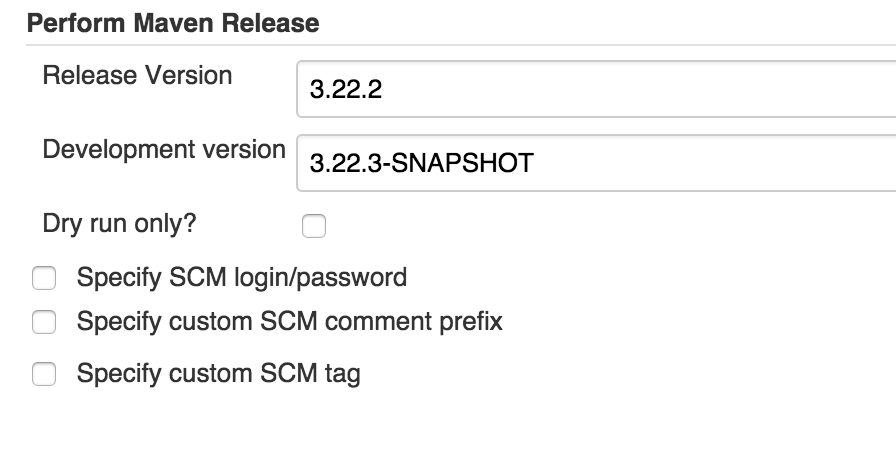 Perform Maven Release
Release Version
3.22.2
Development version
3.22.3-SNAPSHOT
Dry run only?
Specify SCM login/password
Specify custom SCM comment prefix
Specify custom SCM tag